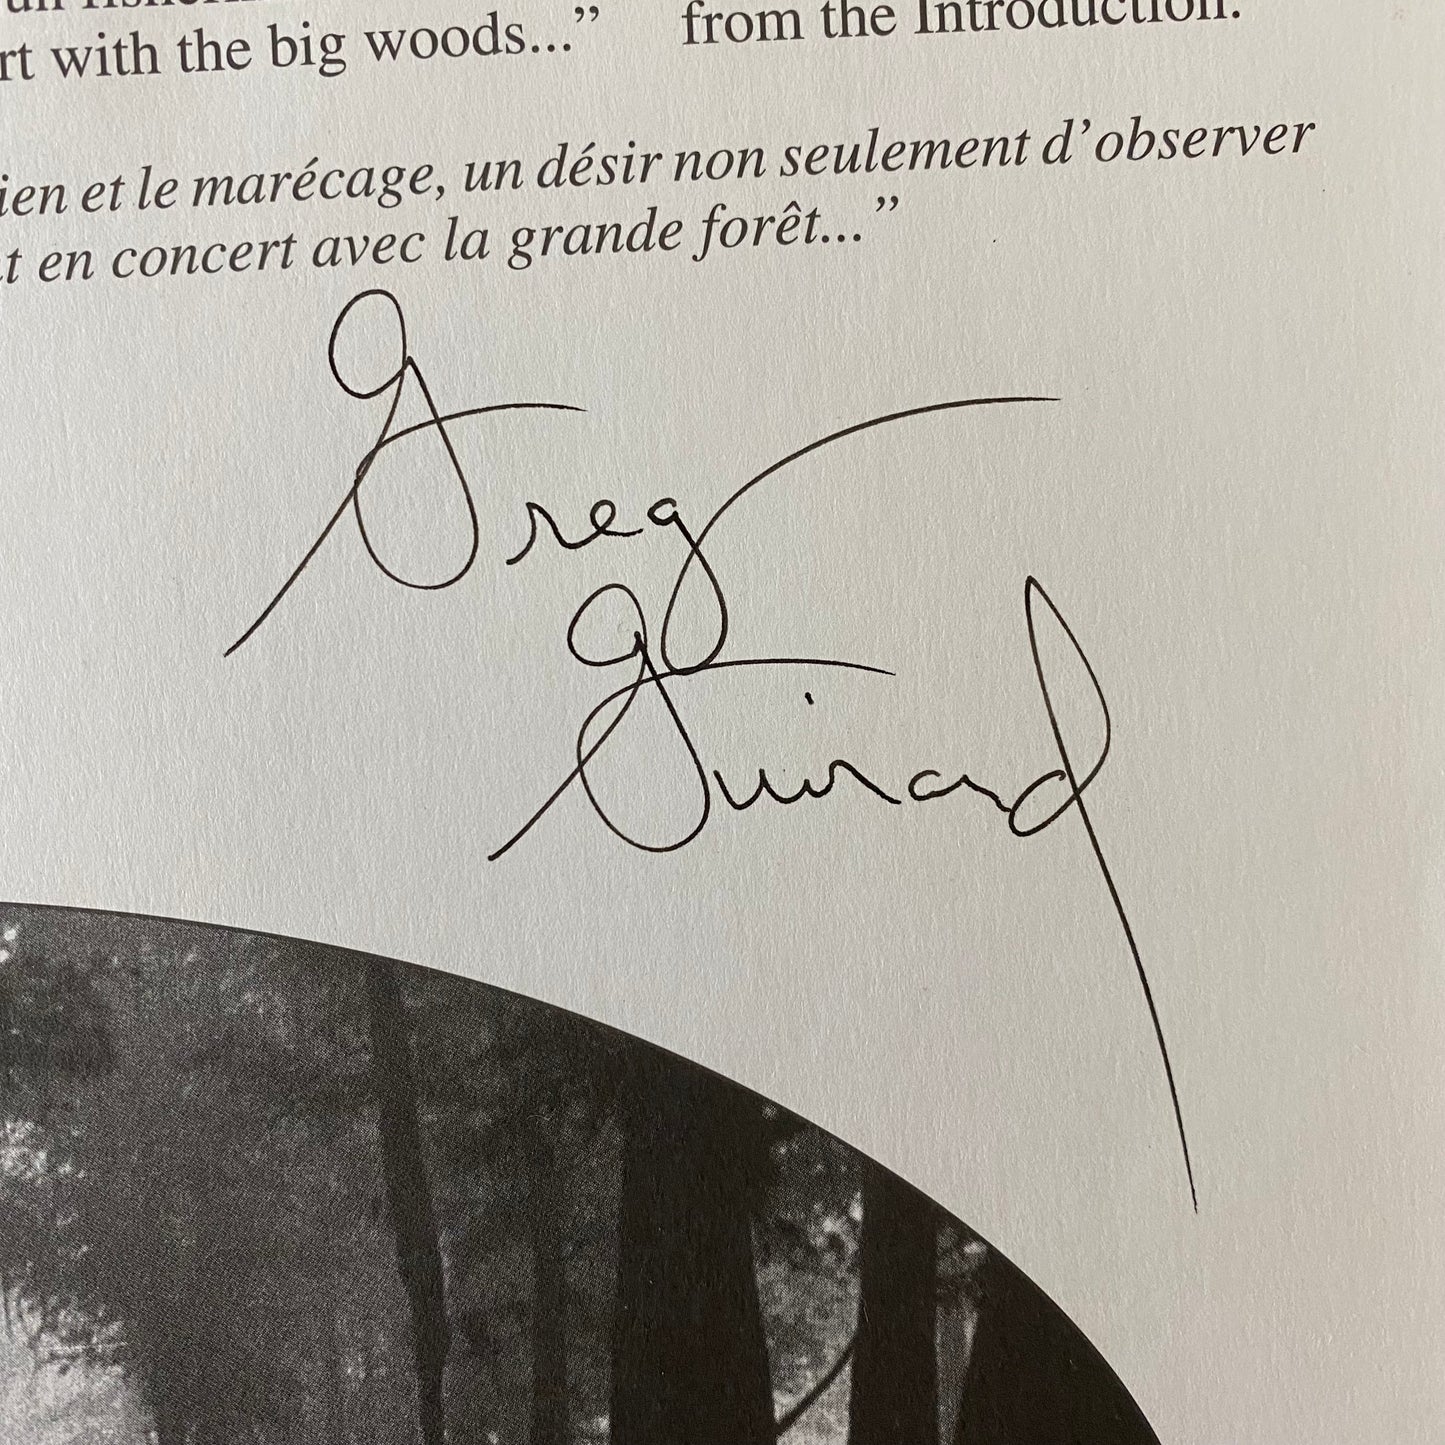 rt with the big woods...” from the Introduction.
ien et le marécage, un désir non seulement d’observer
t en concert avec la grande forêt...”
Greg
Guirard